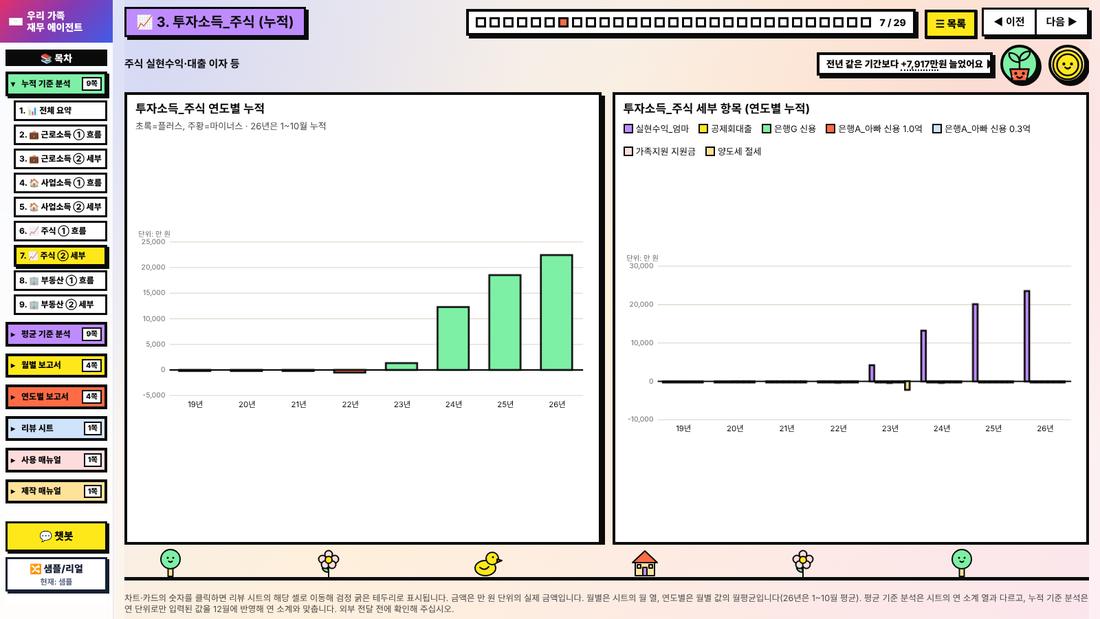 우리 가족
재무 에이전트
📚 목차
▼ 누적 기준 분석 9쪽
1. 📊 전체 요약
2. 💼 근로소득 ① 흐름
3. 💼 근로소득 ② 세부
4. 🏠 사업소득 ① 흐름
5. 🏠 사업소득 ② 세부
6. 📈 주식 ① 흐름
7. 📈 주식 ② 세부
8. 🏢 부동산 ① 흐름
9. 🏢 부동산 ② 세부
▶ 평균 기준 분석 9쪽
▶ 월별 보고서 4쪽
▶ 연도별 보고서 4쪽
▶ 리뷰 시트 1쪽
▶ 사용 매뉴얼 1쪽
▶ 제작 매뉴얼 1쪽
💬 챗봇
🔀 샘플/리얼
현재: 샘플
📈 3. 투자소득_주식 (누적)
7 / 29
☰ 목록
◀ 이전
다음 ▶
주식 실현수익·대출 이자 등
전년 같은 기간보다 +7,917만원 늘었어요
투자소득_주식 연도별 누적
초록=플러스, 주황=마이너스 · 26년은 1~10월 누적
단위: 만 원
25,000
20,000
15,000
10,000
5,000
0
-5,000
19년 20년 21년 22년 23년 24년 25년 26년
투자소득_주식 세부 항목 (연도별 누적)
실현수익_엄마 공제회대출 은행G 신용 은행A_아빠 신용 1.0억 은행A_아빠 신용 0.3억
가족지원 지원금 양도세 절세
단위: 만 원
30,000
20,000
10,000
0
-10,000
19년 20년 21년 22년 23년 24년 25년 26년
차트·카드의 숫자를 클릭하면 리뷰 시트의 해당 셀로 이동해 검정 굵은 테두리로 표시됩니다. 금액은 만 원 단위의 실제 금액입니다. 월별은 시트의 월 열, 연도별은 월별 값의 월평균입니다(26년은 1~10월 평균). 평균 기준 분석은 시트의 연 소계 열과 다르고, 누적 기준 분석은
연 단위로만 입력된 값을 12월에 반영해 연 소계와 맞춥니다. 외부 전달 전에 확인해 주십시오.